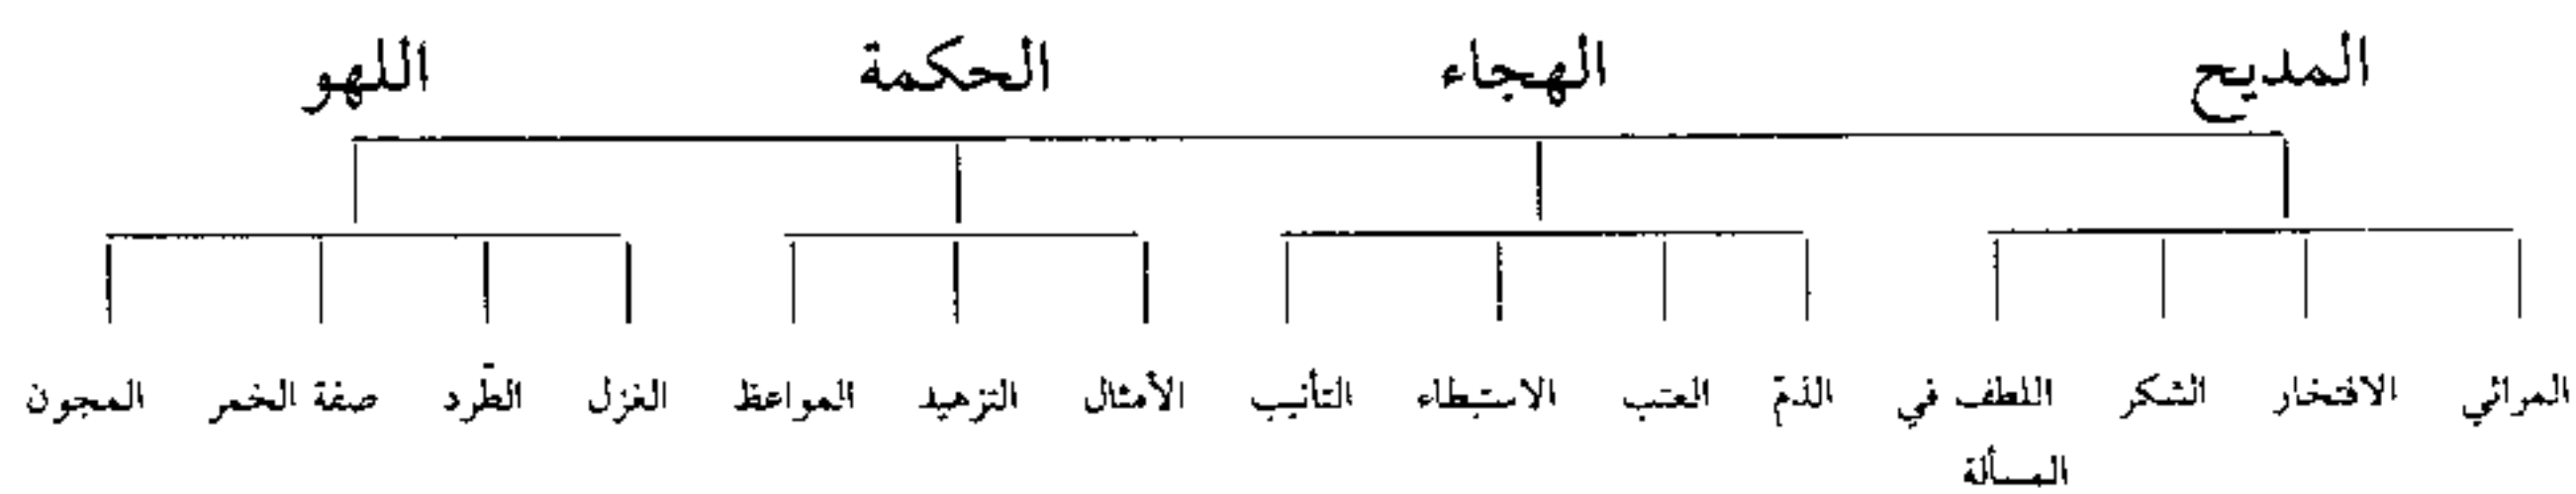 المديح الهجاء الحكمة اللهو
المراثي الافتخار الشكر اللطف في الذمّ العتب الاستبطاء التأنيب الأمثال التزهيد المواعظ الغزل الطّرد صفة الخمر المجون
المسألة